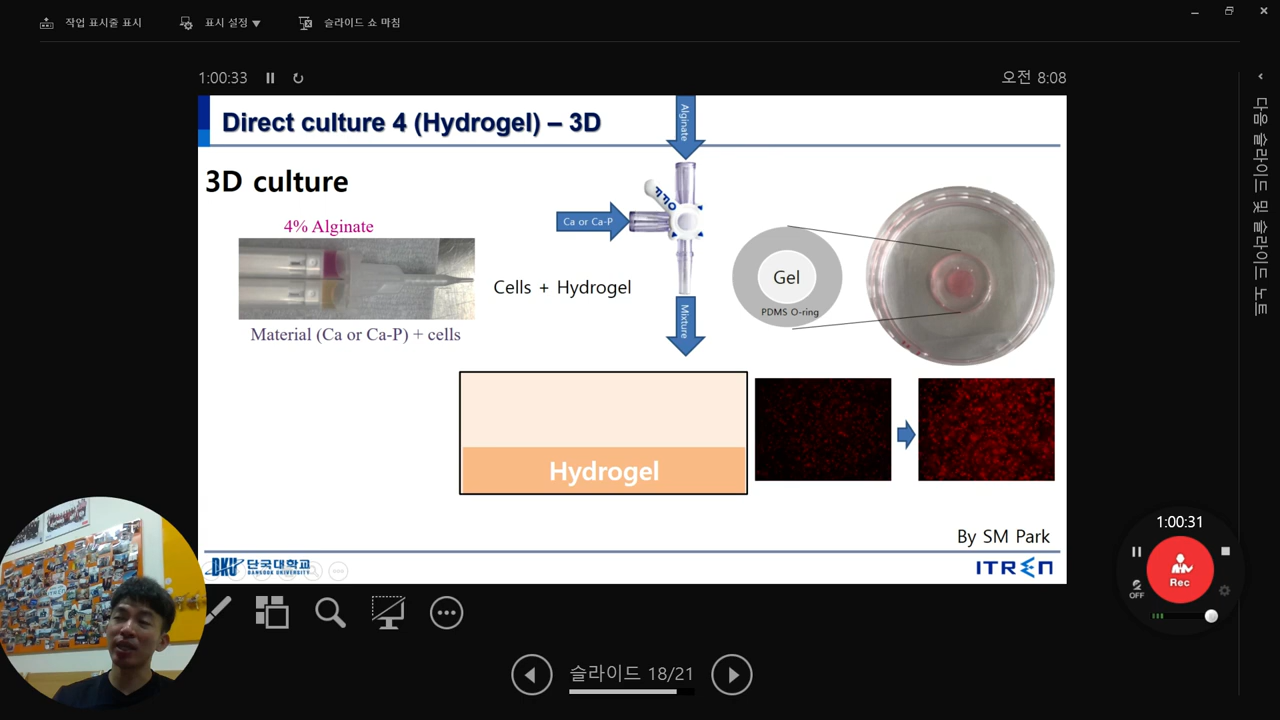 작업 표시줄 표시
표시 설정 ▼
슬라이드 쇼 마침
1:00:33
오전 8:08
다음 슬라이드 및 슬라이드 노트
Direct culture 4 (Hydrogel) – 3D
Alginate
3D culture
4% Alginate
Ca or Ca-P
OFF
Cells + Hydrogel
Gel
PDMS O-ring
Mixture
Material (Ca or Ca-P) + cells
Hydrogel
By SM Park
DKU 단국대학교
DANKOOK UNIVERSITY
ITREN
1:00:31
Rec
OFF
슬라이드 18/21